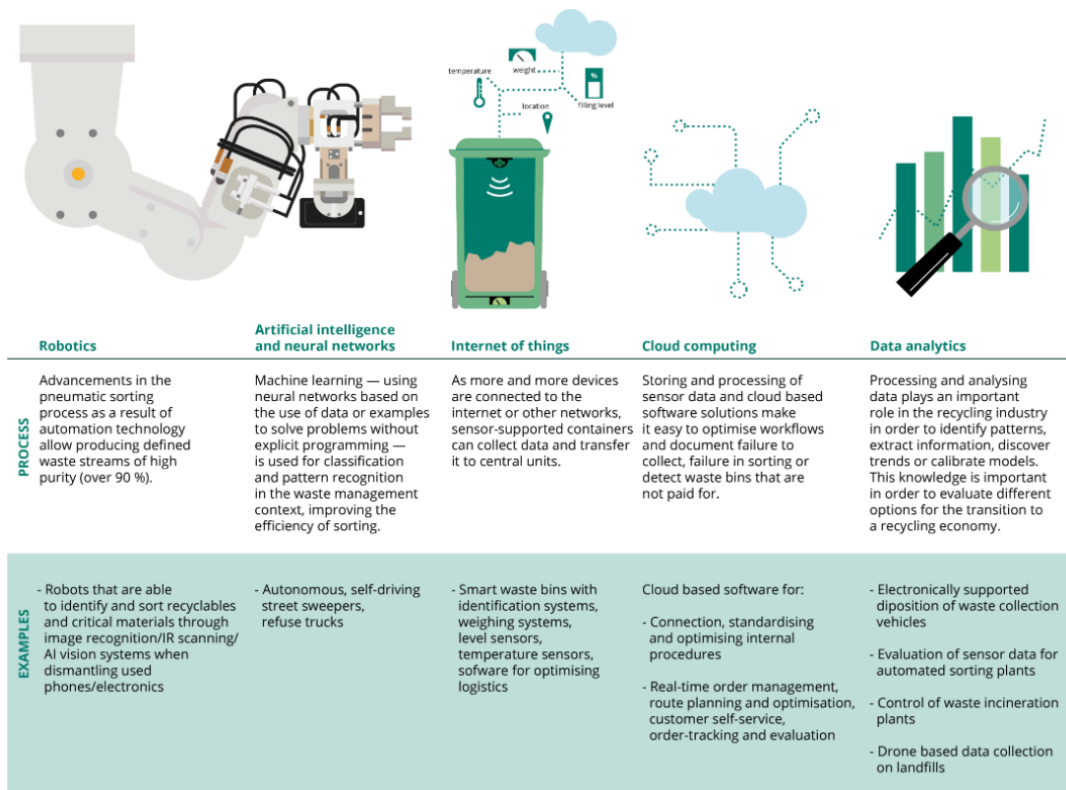 temperature
weight
%
filling level
location
Robotics
Artificial intelligence
and neural networks
Internet of things
Cloud computing
Data analytics
PROCESS
Advancements in the
pneumatic sorting
process as a result of
automation technology
allow producing defined
waste streams of high
purity (over 90 %).
Machine learning — using
neural networks based on
the use of data or examples
to solve problems without
explicit programming —
is used for classification
and pattern recognition
in the waste management
context, improving the
efficiency of sorting.
As more and more devices
are connected to the
internet or other networks,
sensor-supported containers
can collect data and transfer
it to central units.
Storing and processing of
sensor data and cloud based
software solutions make
it easy to optimise workflows
and document failure to
collect, failure in sorting or
detect waste bins that are
not paid for.
Processing and analysing
data plays an important
role in the recycling industry
in order to identify patterns,
extract information, discover
trends or calibrate models.
This knowledge is important
in order to evaluate different
options for the transition to
a recycling economy.
EXAMPLES
- Robots that are able
to identify and sort recyclables
and critical materials through
image recognition/IR scanning/
AI vision systems when
dismantling used
phones/electronics
- Autonomous, self-driving
street sweepers,
refuse trucks
- Smart waste bins with
identification systems,
weighing systems,
level sensors,
temperature sensors,
sofware for optimising
logistics
Cloud based software for:
- Connection, standardising
and optimising internal
procedures
- Real-time order management,
route planning and optimisation,
customer self-service,
order-tracking and evaluation
- Electronically supported
diposition of waste collection
vehicles
- Evaluation of sensor data for
automated sorting plants
- Control of waste incineration
plants
- Drone based data collection
on landfills